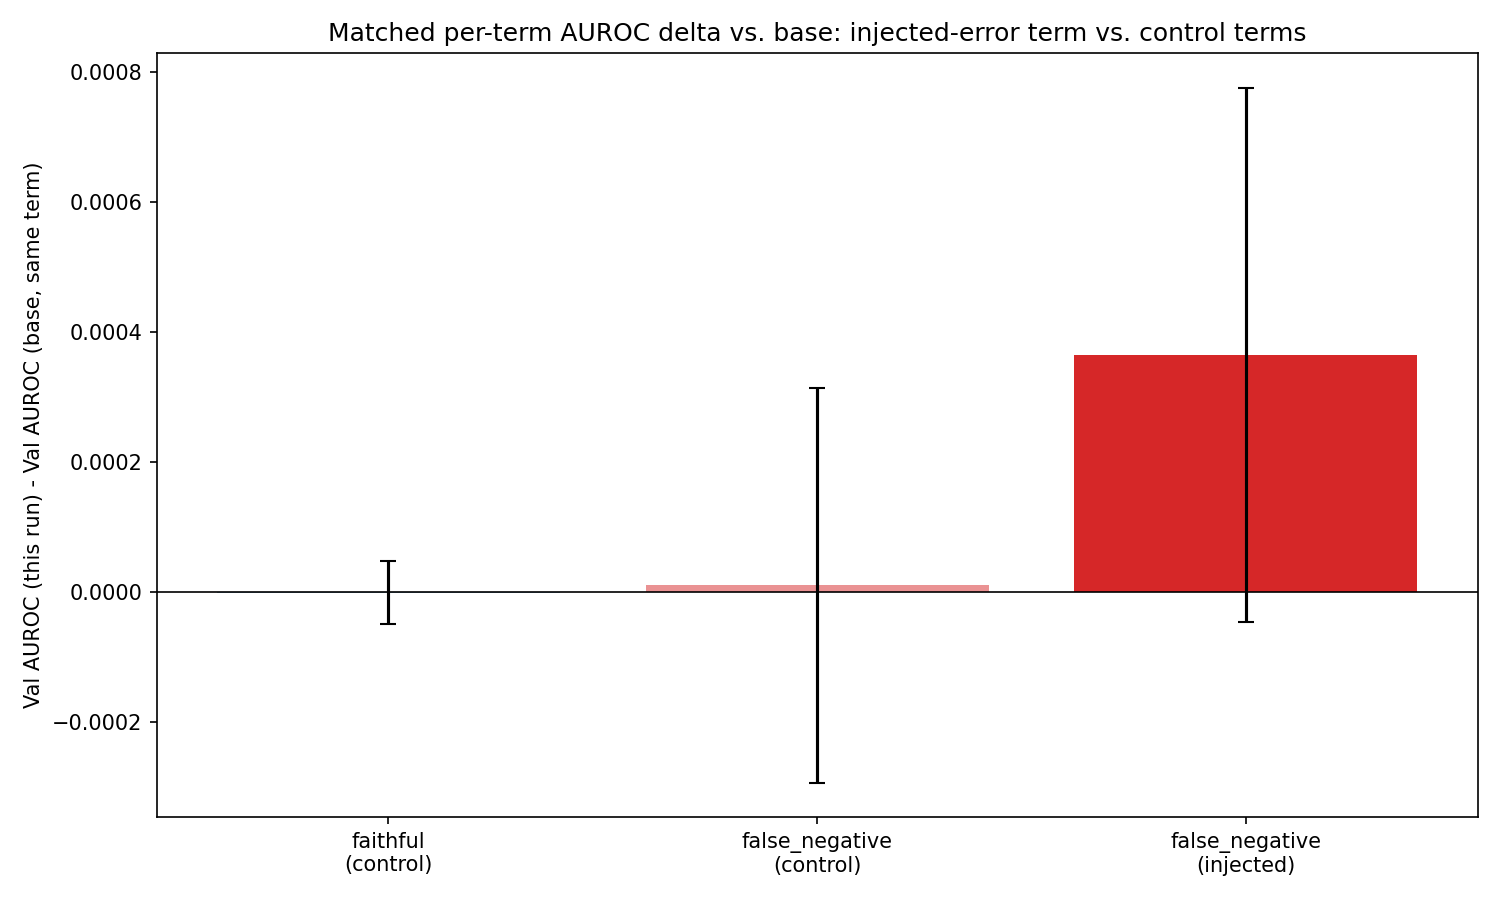 Matched per-term AUROC delta vs. base: injected-error term vs. control terms
Val AUROC (this run) - Val AUROC (base, same term)
0.0008
0.0006
0.0004
0.0002
0.0000
−0.0002
faithful
(control)
false_negative
(control)
false_negative
(injected)